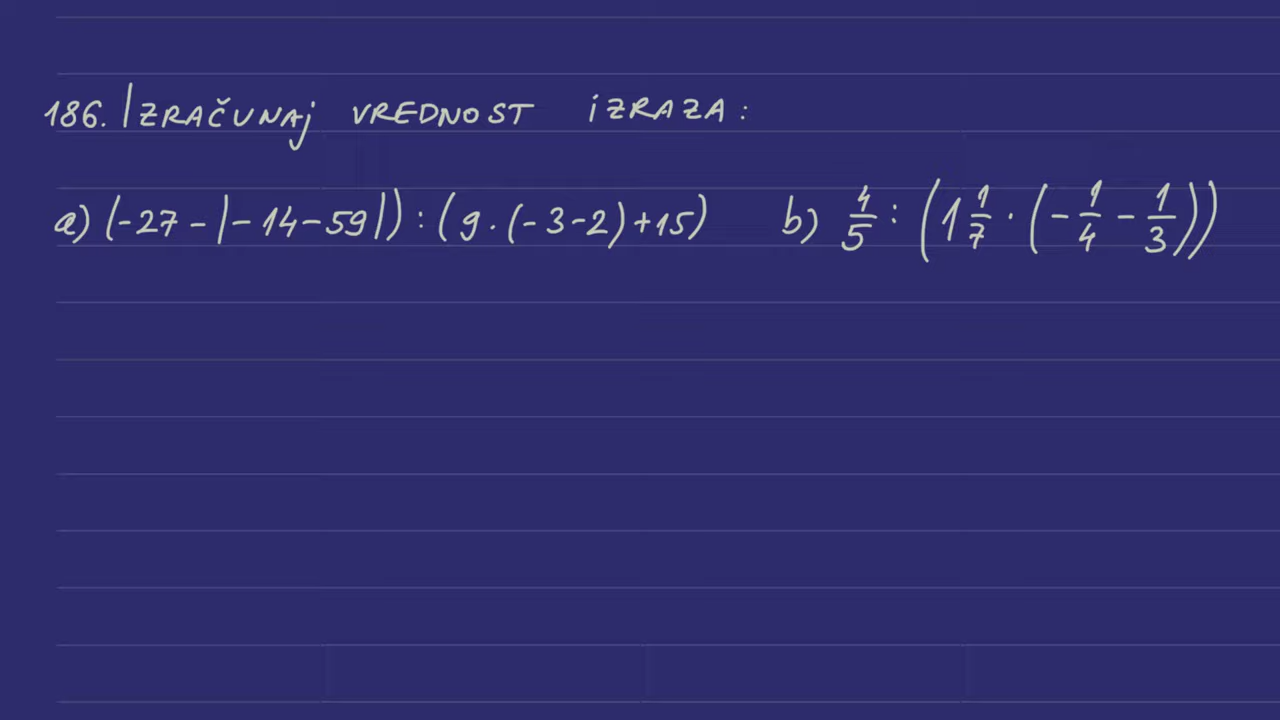 186. IZRAČUNAJ VREDNOST IZRAZA:
a) (-27-|-14-59|):(9·(-3-2)+15) b) 4/5:(1 1/7·(-1/4-1/3))